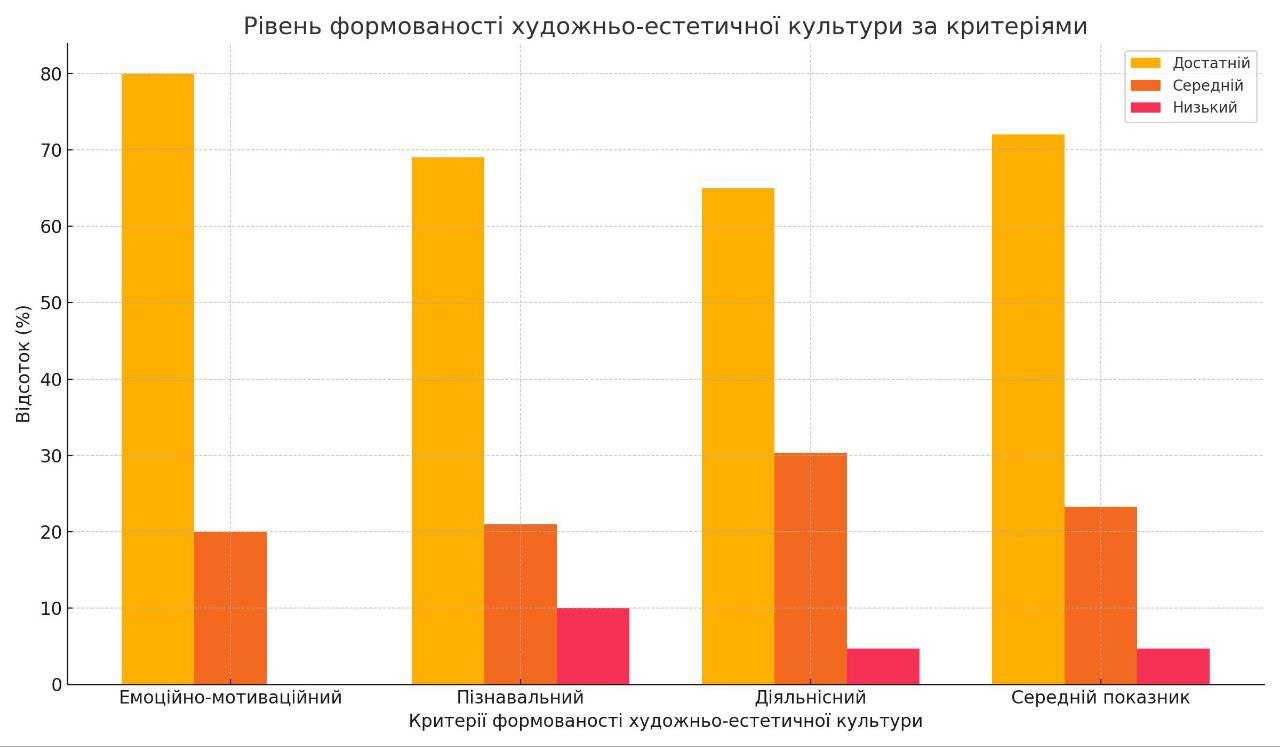 Рівень формованості художньо-естетичної культури за критеріями
Достатній
Середній
Низький
Відсоток (%)
80
70
60
50
40
30
20
10
0
Емоційно-мотиваційний
Пізнавальний
Діяльнісний
Середній показник
Критерії формованості художньо-естетичної культури